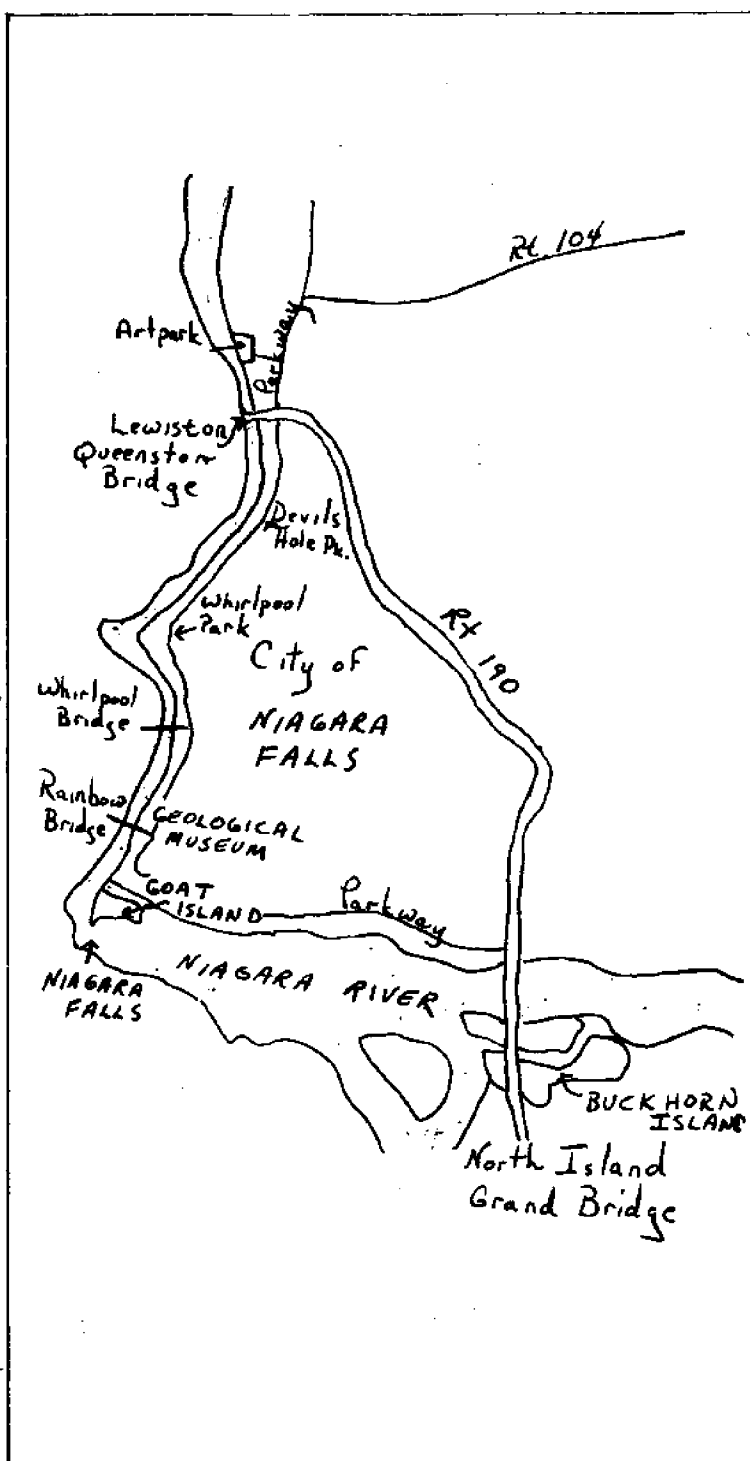 Rt. 104
Artpark
Parkway
Lewiston
Queenston
Bridge
Devils
Hole Pk.
Whirlpool
Park
Rt 190
City of
NIAGARA
FALLS
Whirlpool
Bridge
Rainbow
Bridge
GEOLOGICAL
MUSEUM
GOAT
ISLAND
Parkway
NIAGARA
FALLS
NIAGARA RIVER
BUCKHORN
ISLAND
North Island
Grand Bridge